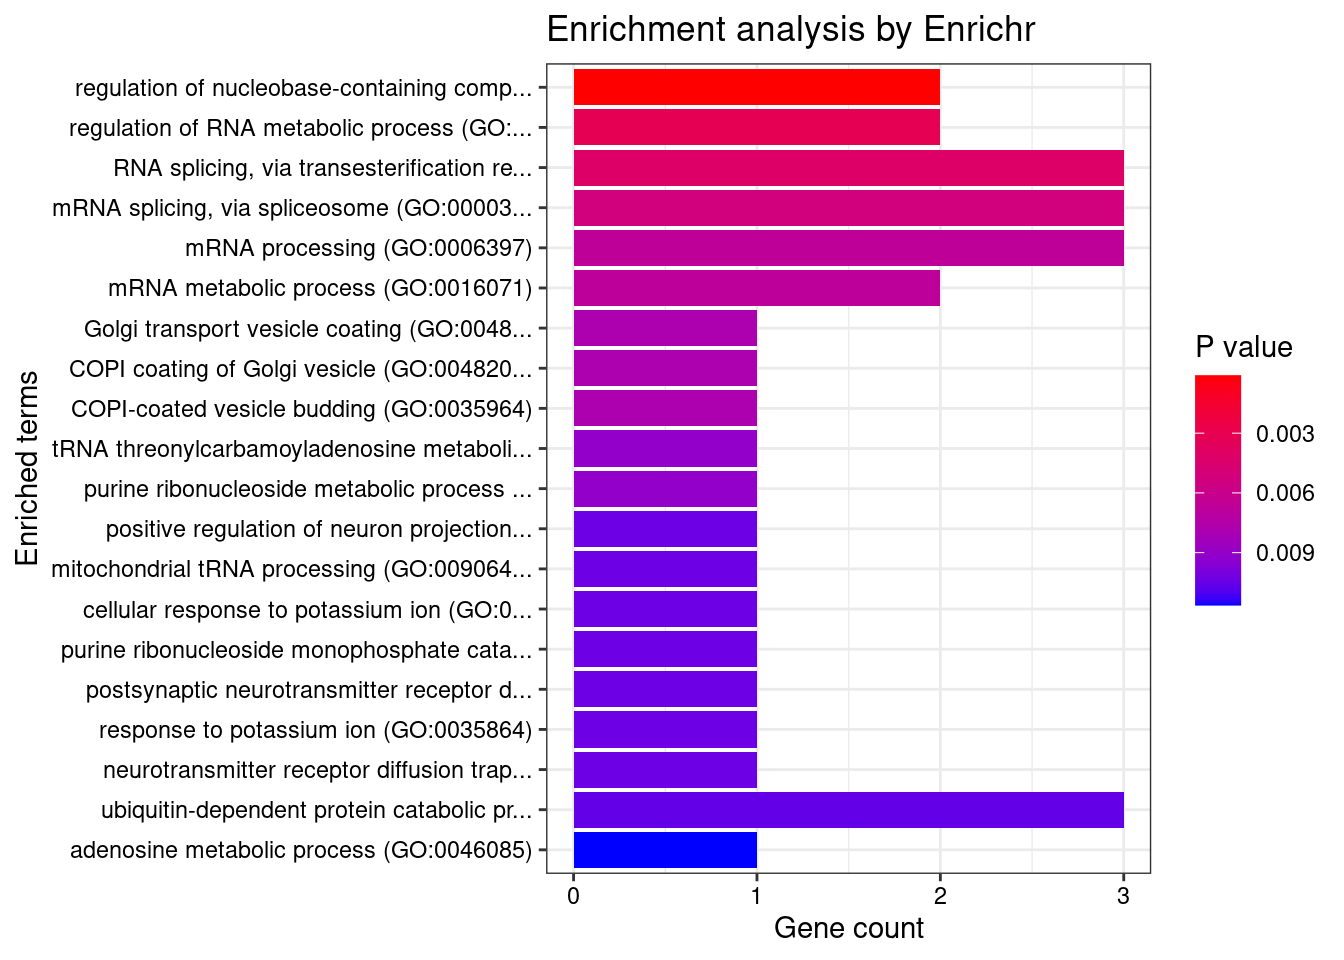 Enrichment analysis by Enrichr
regulation of nucleobase-containing comp...
regulation of RNA metabolic process (GO:...
RNA splicing, via transesterification re...
mRNA splicing, via spliceosome (GO:00003...
mRNA processing (GO:0006397)
mRNA metabolic process (GO:0016071)
Golgi transport vesicle coating (GO:0048...
COPI coating of Golgi vesicle (GO:004820...
COPI-coated vesicle budding (GO:0035964)
tRNA threonylcarbamoyladenosine metaboli...
purine ribonucleoside metabolic process ...
positive regulation of neuron projection...
mitochondrial tRNA processing (GO:009064...
cellular response to potassium ion (GO:0...
purine ribonucleoside monophosphate cata...
postsynaptic neurotransmitter receptor d...
response to potassium ion (GO:0035864)
neurotransmitter receptor diffusion trap...
ubiquitin-dependent protein catabolic pr...
adenosine metabolic process (GO:0046085)
Enriched terms
0 1 2 3
Gene count
P value
0.003
0.006
0.009